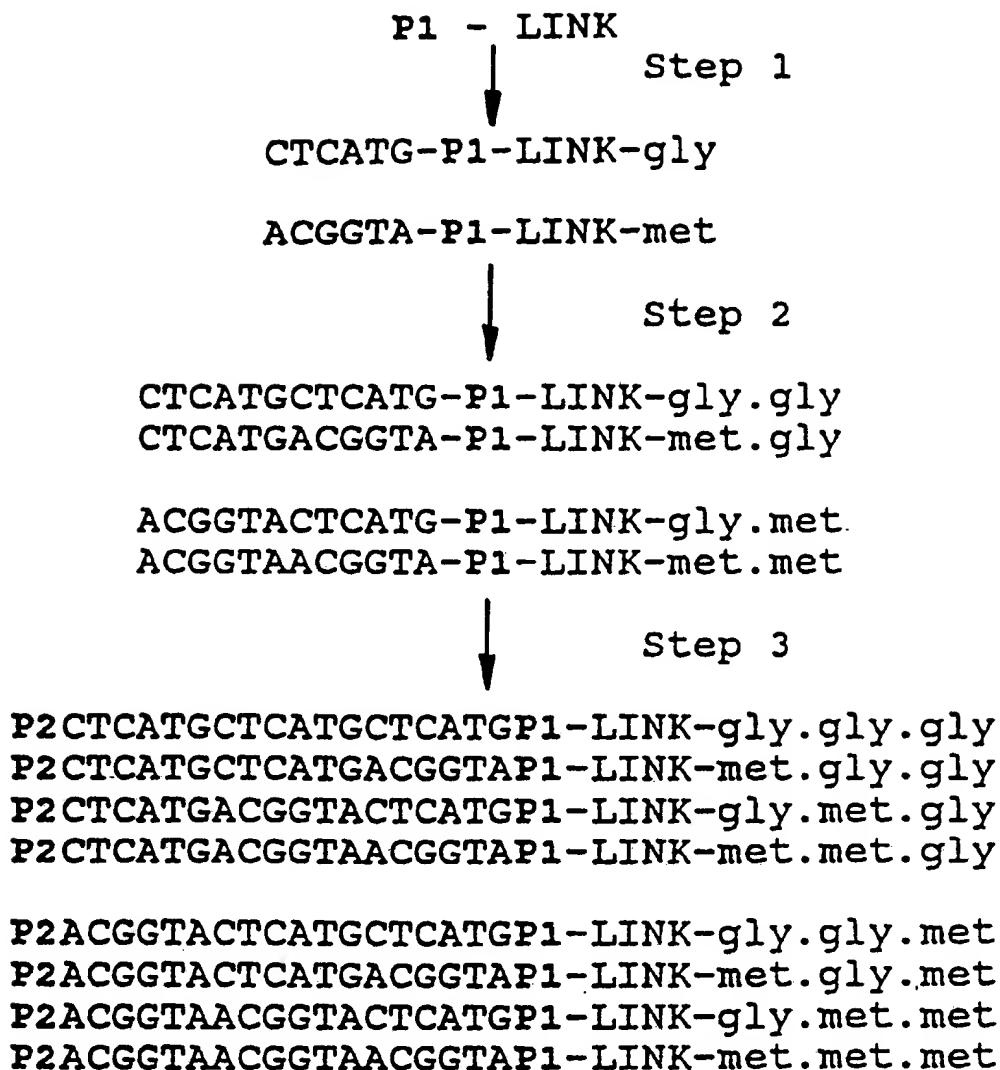 P1 - LINK
Step 1
CTCATG-P1-LINK-gly
ACGGTA-P1-LINK-met
Step 2
CTCATGCTCATG-P1-LINK-gly.gly
CTCATGACGGTA-P1-LINK-met.gly
ACGGTACTCATG-P1-LINK-gly.met
ACGGTAACGGTA-P1-LINK-met.met
Step 3
P2CTCATGCTCATGCTCATGP1-LINK-gly.gly.gly
P2CTCATGCTCATGACGGTAP1-LINK-met.gly.gly
P2CTCATGACGGTACTCATGP1-LINK-gly.met.gly
P2CTCATGACGGTAACGGTAP1-LINK-met.met.gly
P2ACGGTACTCATGCTCATGP1-LINK-gly.gly.met
P2ACGGTACTCATGACGGTAP1-LINK-met.gly.met
P2ACGGTAACGGTACTCATGP1-LINK-gly.met.met
P2ACGGTAACGGTAACGGTAP1-LINK-met.met.met